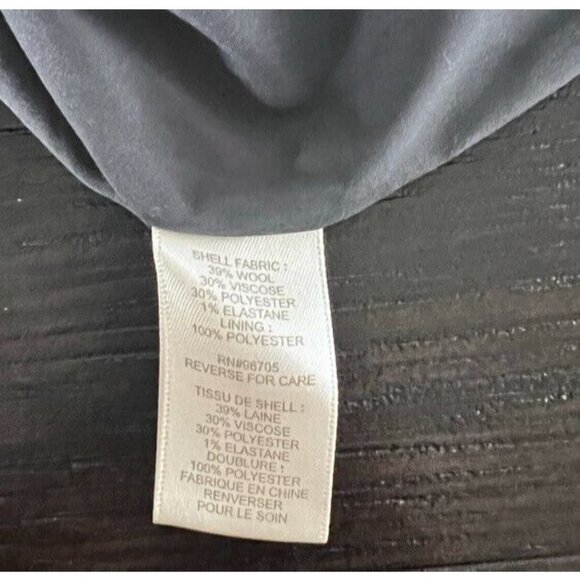 SHELL FABRIC :
39% WOOL
30% VISCOSE
30% POLYESTER
1% ELASTANE
LINING :
100% POLYESTER
RN#96705
REVERSE FOR CARE
TISSU DE SHELL :
39% LAINE
30% VISCOSE
30% POLYESTER
1% ELASTANE
DOUBLURE :
100% POLYESTER
FABRIQUE EN CHINE
RENVERSER
POUR LE SOIN